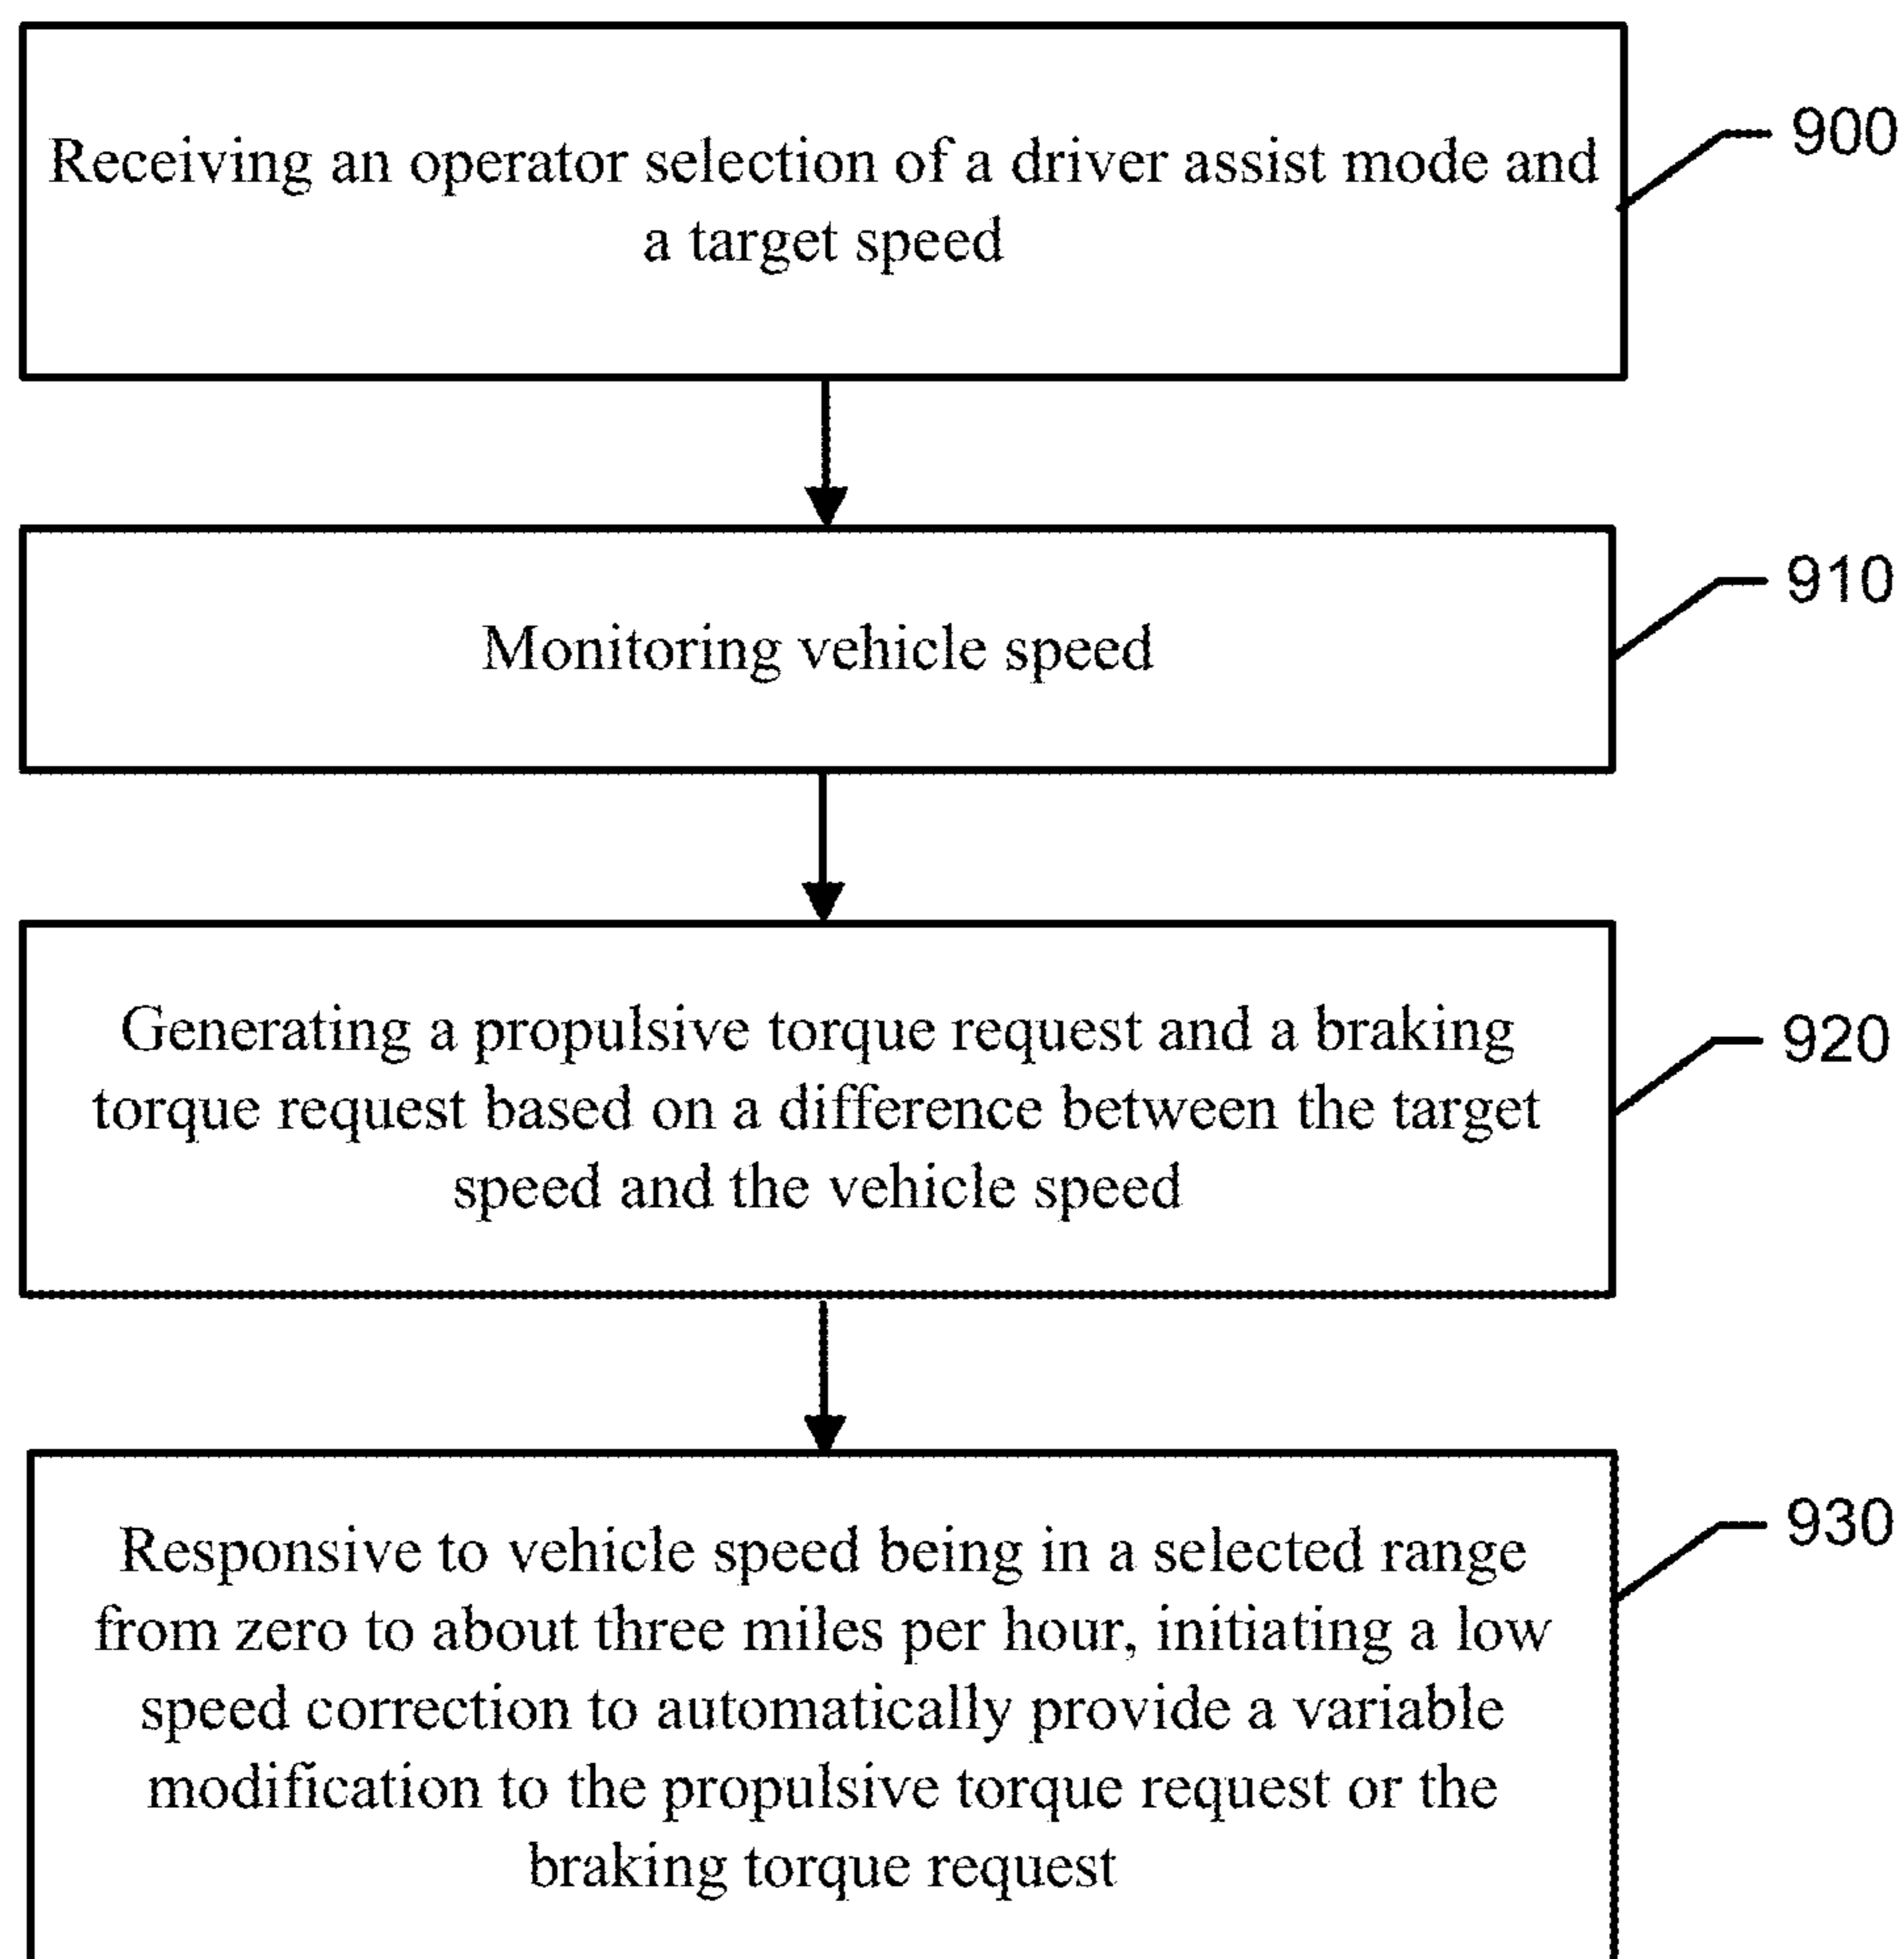 Receiving an operator selection of a driver assist mode and
a target speed
900
Monitoring vehicle speed
910
Generating a propulsive torque request and a braking
torque request based on a difference between the target
speed and the vehicle speed
920
Responsive to vehicle speed being in a selected range
from zero to about three miles per hour, initiating a low
speed correction to automatically provide a variable
modification to the propulsive torque request or the
braking torque request
930